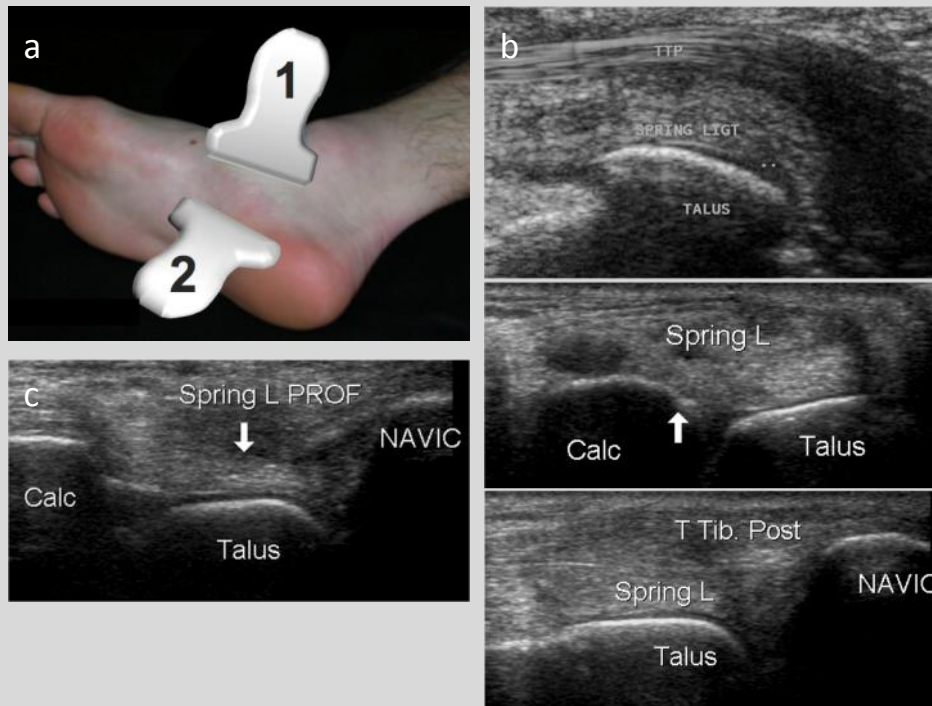 a
1
2
b
TTP
SPRING LIGT
TALUS
Spring L
Calc
Talus
T Tib. Post
NAVIC
Spring L
Talus
c
Spring L PROF
NAVIC
Calc
Talus